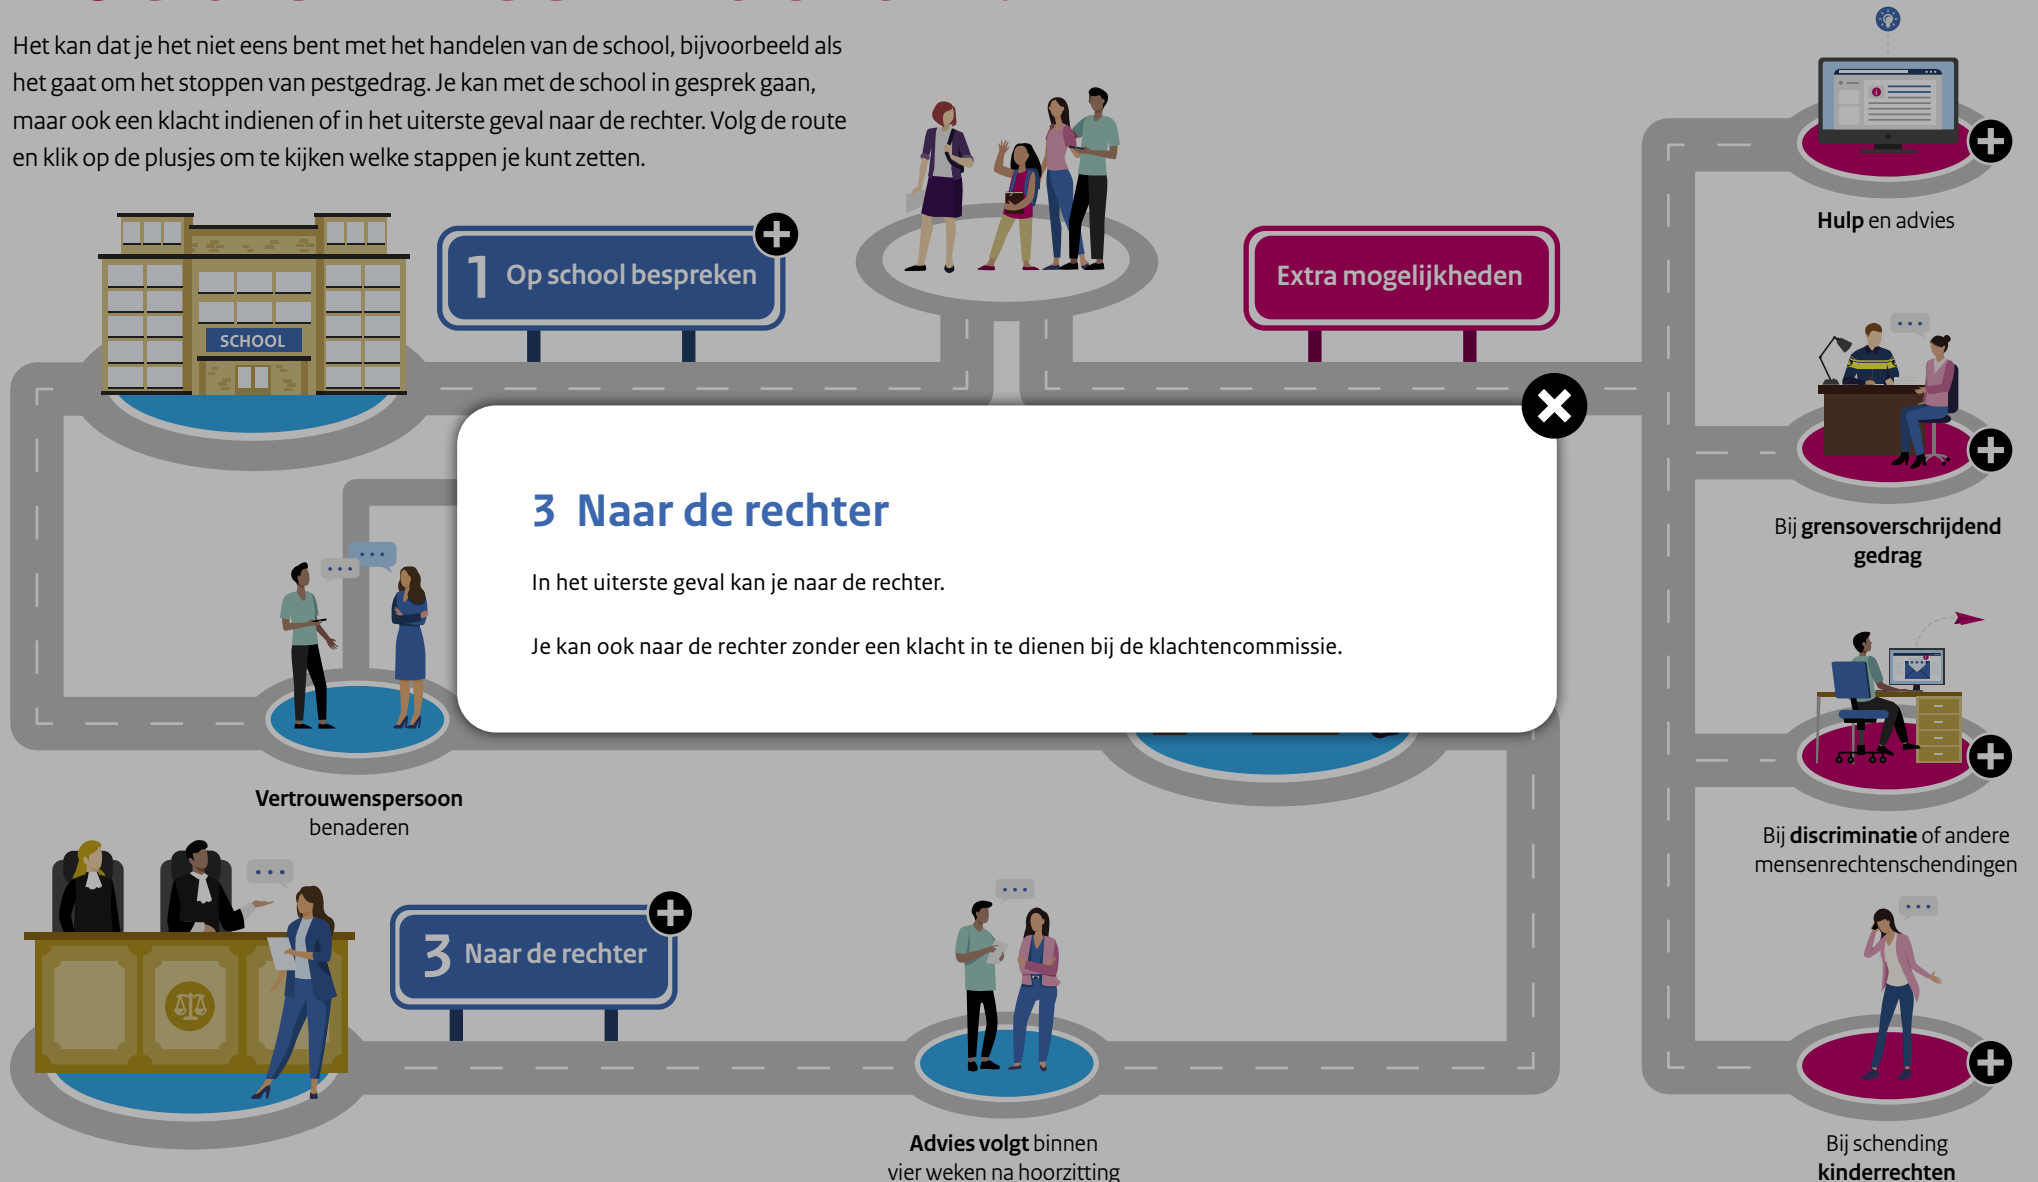 Het kan dat je het niet eens bent met het handelen van de school, bijvoorbeeld als
het gaat om het stoppen van pestgedrag. Je kan met de school in gesprek gaan,
maar ook een klacht indienen of in het uiterste geval naar de rechter. Volg de route
en klik op de plusjes om te kijken welke stappen je kunt zetten.
Hulp en advies
1 Op school bespreken
Extra mogelijkheden
SCHOOL
Bij grensoverschrijdend
gedrag
3 Naar de rechter
In het uiterste geval kan je naar de rechter.
Je kan ook naar de rechter zonder een klacht in te dienen bij de klachtencommissie.
Vertrouwenspersoon
benaderen
Bij discriminatie of andere
mensenrechtenschendingen
3 Naar de rechter
Advies volgt binnen
vier weken na hoorzitting
Bij schending
kinderrechten